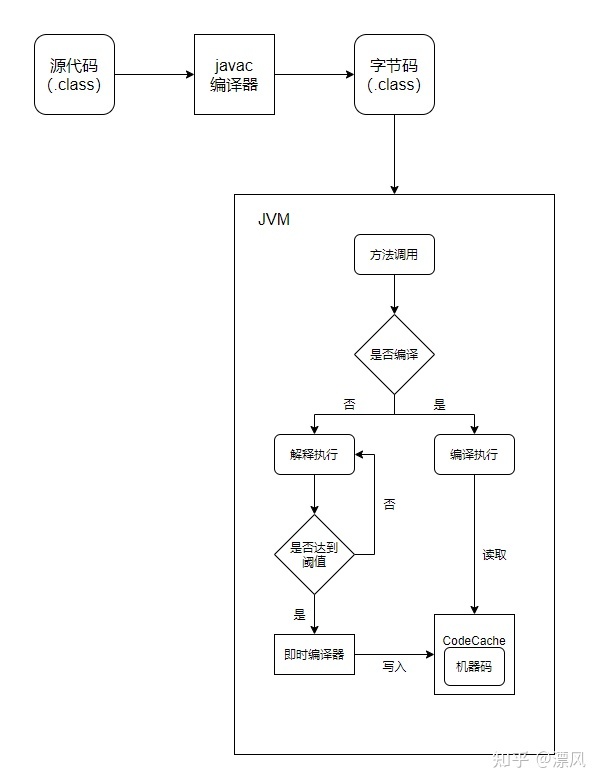 源代码
（.class）
javac
编译器
字节码
（.class）
JVM
方法调用
是否编译
否
是
解释执行
编译执行
否
是否达到
阈值
读取
是
即时编译器
写入
CodeCache
机器码
知乎 @漂风